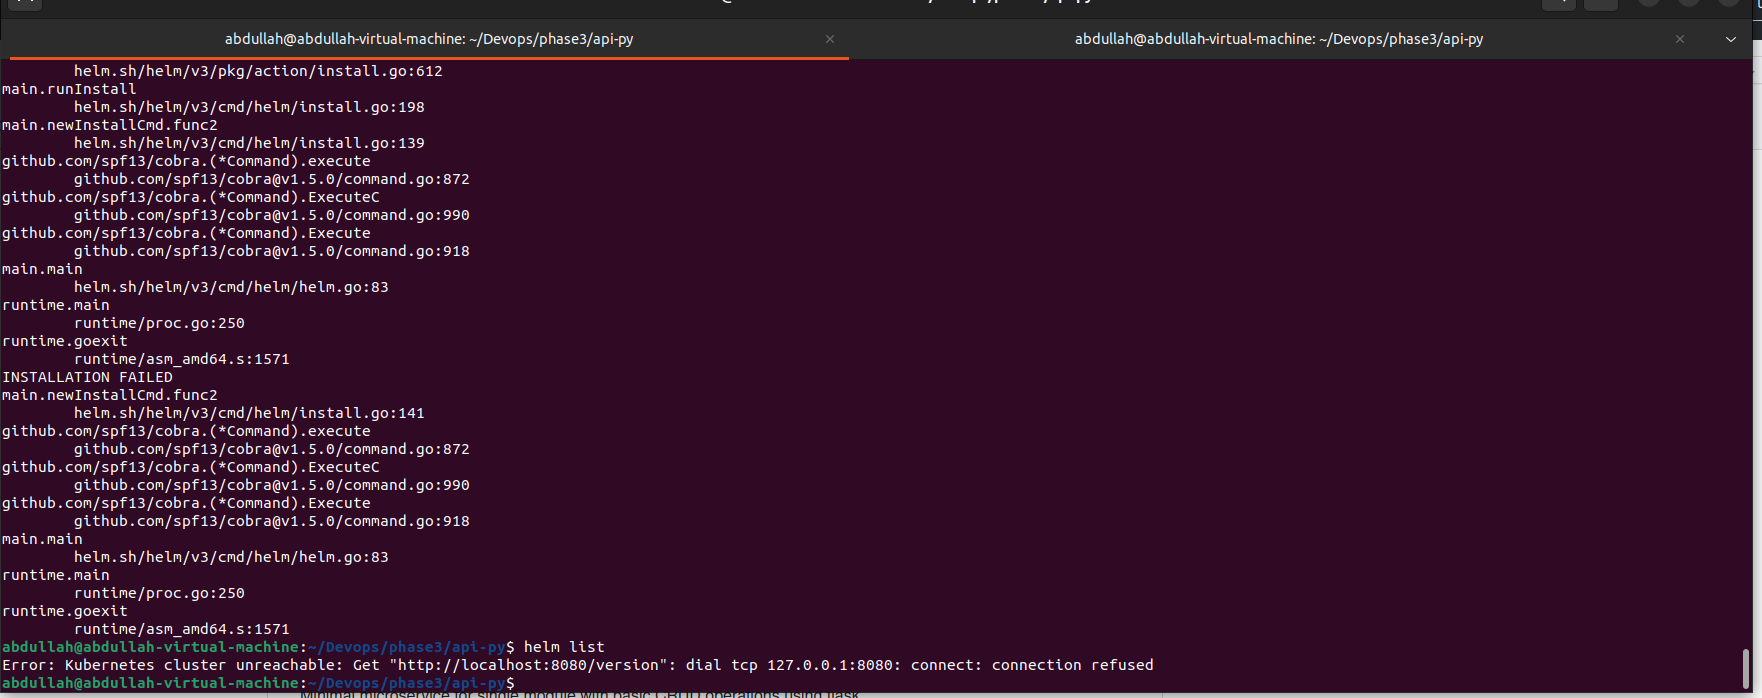 abdullah@abdullah-virtual-machine: ~/Devops/phase3/api-py
abdullah@abdullah-virtual-machine: ~/Devops/phase3/api-py
helm.sh/helm/v3/pkg/action/install.go:612
main.runInstall
helm.sh/helm/v3/cmd/helm/install.go:198
main.newInstallCmd.func2
helm.sh/helm/v3/cmd/helm/install.go:139
github.com/spf13/cobra.(*Command).execute
github.com/spf13/cobra@v1.5.0/command.go:872
github.com/spf13/cobra.(*Command).ExecuteC
github.com/spf13/cobra@v1.5.0/command.go:990
github.com/spf13/cobra.(*Command).Execute
github.com/spf13/cobra@v1.5.0/command.go:918
main.main
helm.sh/helm/v3/cmd/helm/helm.go:83
runtime.main
runtime/proc.go:250
runtime.goexit
runtime/asm_amd64.s:1571
INSTALLATION FAILED
main.newInstallCmd.func2
helm.sh/helm/v3/cmd/helm/install.go:141
github.com/spf13/cobra.(*Command).execute
github.com/spf13/cobra@v1.5.0/command.go:872
github.com/spf13/cobra.(*Command).ExecuteC
github.com/spf13/cobra@v1.5.0/command.go:990
github.com/spf13/cobra.(*Command).Execute
github.com/spf13/cobra@v1.5.0/command.go:918
main.main
helm.sh/helm/v3/cmd/helm/helm.go:83
runtime.main
runtime/proc.go:250
runtime.goexit
runtime/asm_amd64.s:1571
abdullah@abdullah-virtual-machine:~/Devops/phase3/api-py$ helm list
Error: Kubernetes cluster unreachable: Get "http://localhost:8080/version": dial tcp 127.0.0.1:8080: connect: connection refused
abdullah@abdullah-virtual-machine:~/Devops/phase3/api-py$
Minimal microservice for single module with basic CRUD operations using flask